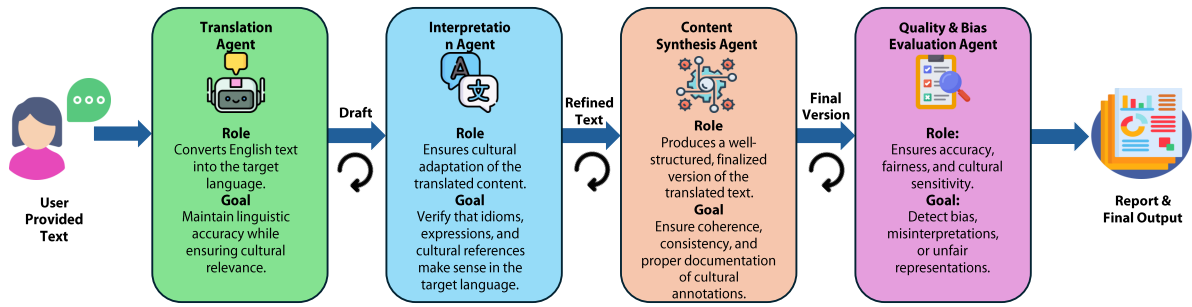 User
Provided
Text
Translation
Agent
Role
Converts English text
into the target
language.
Goal
Maintain linguistic
accuracy while
ensuring cultural
relevance.
Draft
Interpretatio
n Agent
A
文
Role
Ensures cultural
adaptation of the
translated content.
Goal
Verify that idioms,
expressions, and
cultural references
make sense in the
target language.
Refined
Text
Content
Synthesis Agent
Role
Produces a well-
structured, finalized
version of the
translated text.
Goal
Ensure coherence,
consistency, and
proper documentation
of cultural
annotations.
Final
Version
Quality & Bias
Evaluation Agent
Role:
Ensures accuracy,
fairness, and cultural
sensitivity.
Goal:
Detect bias,
misinterpretations,
or unfair
representations.
Report &
Final Output